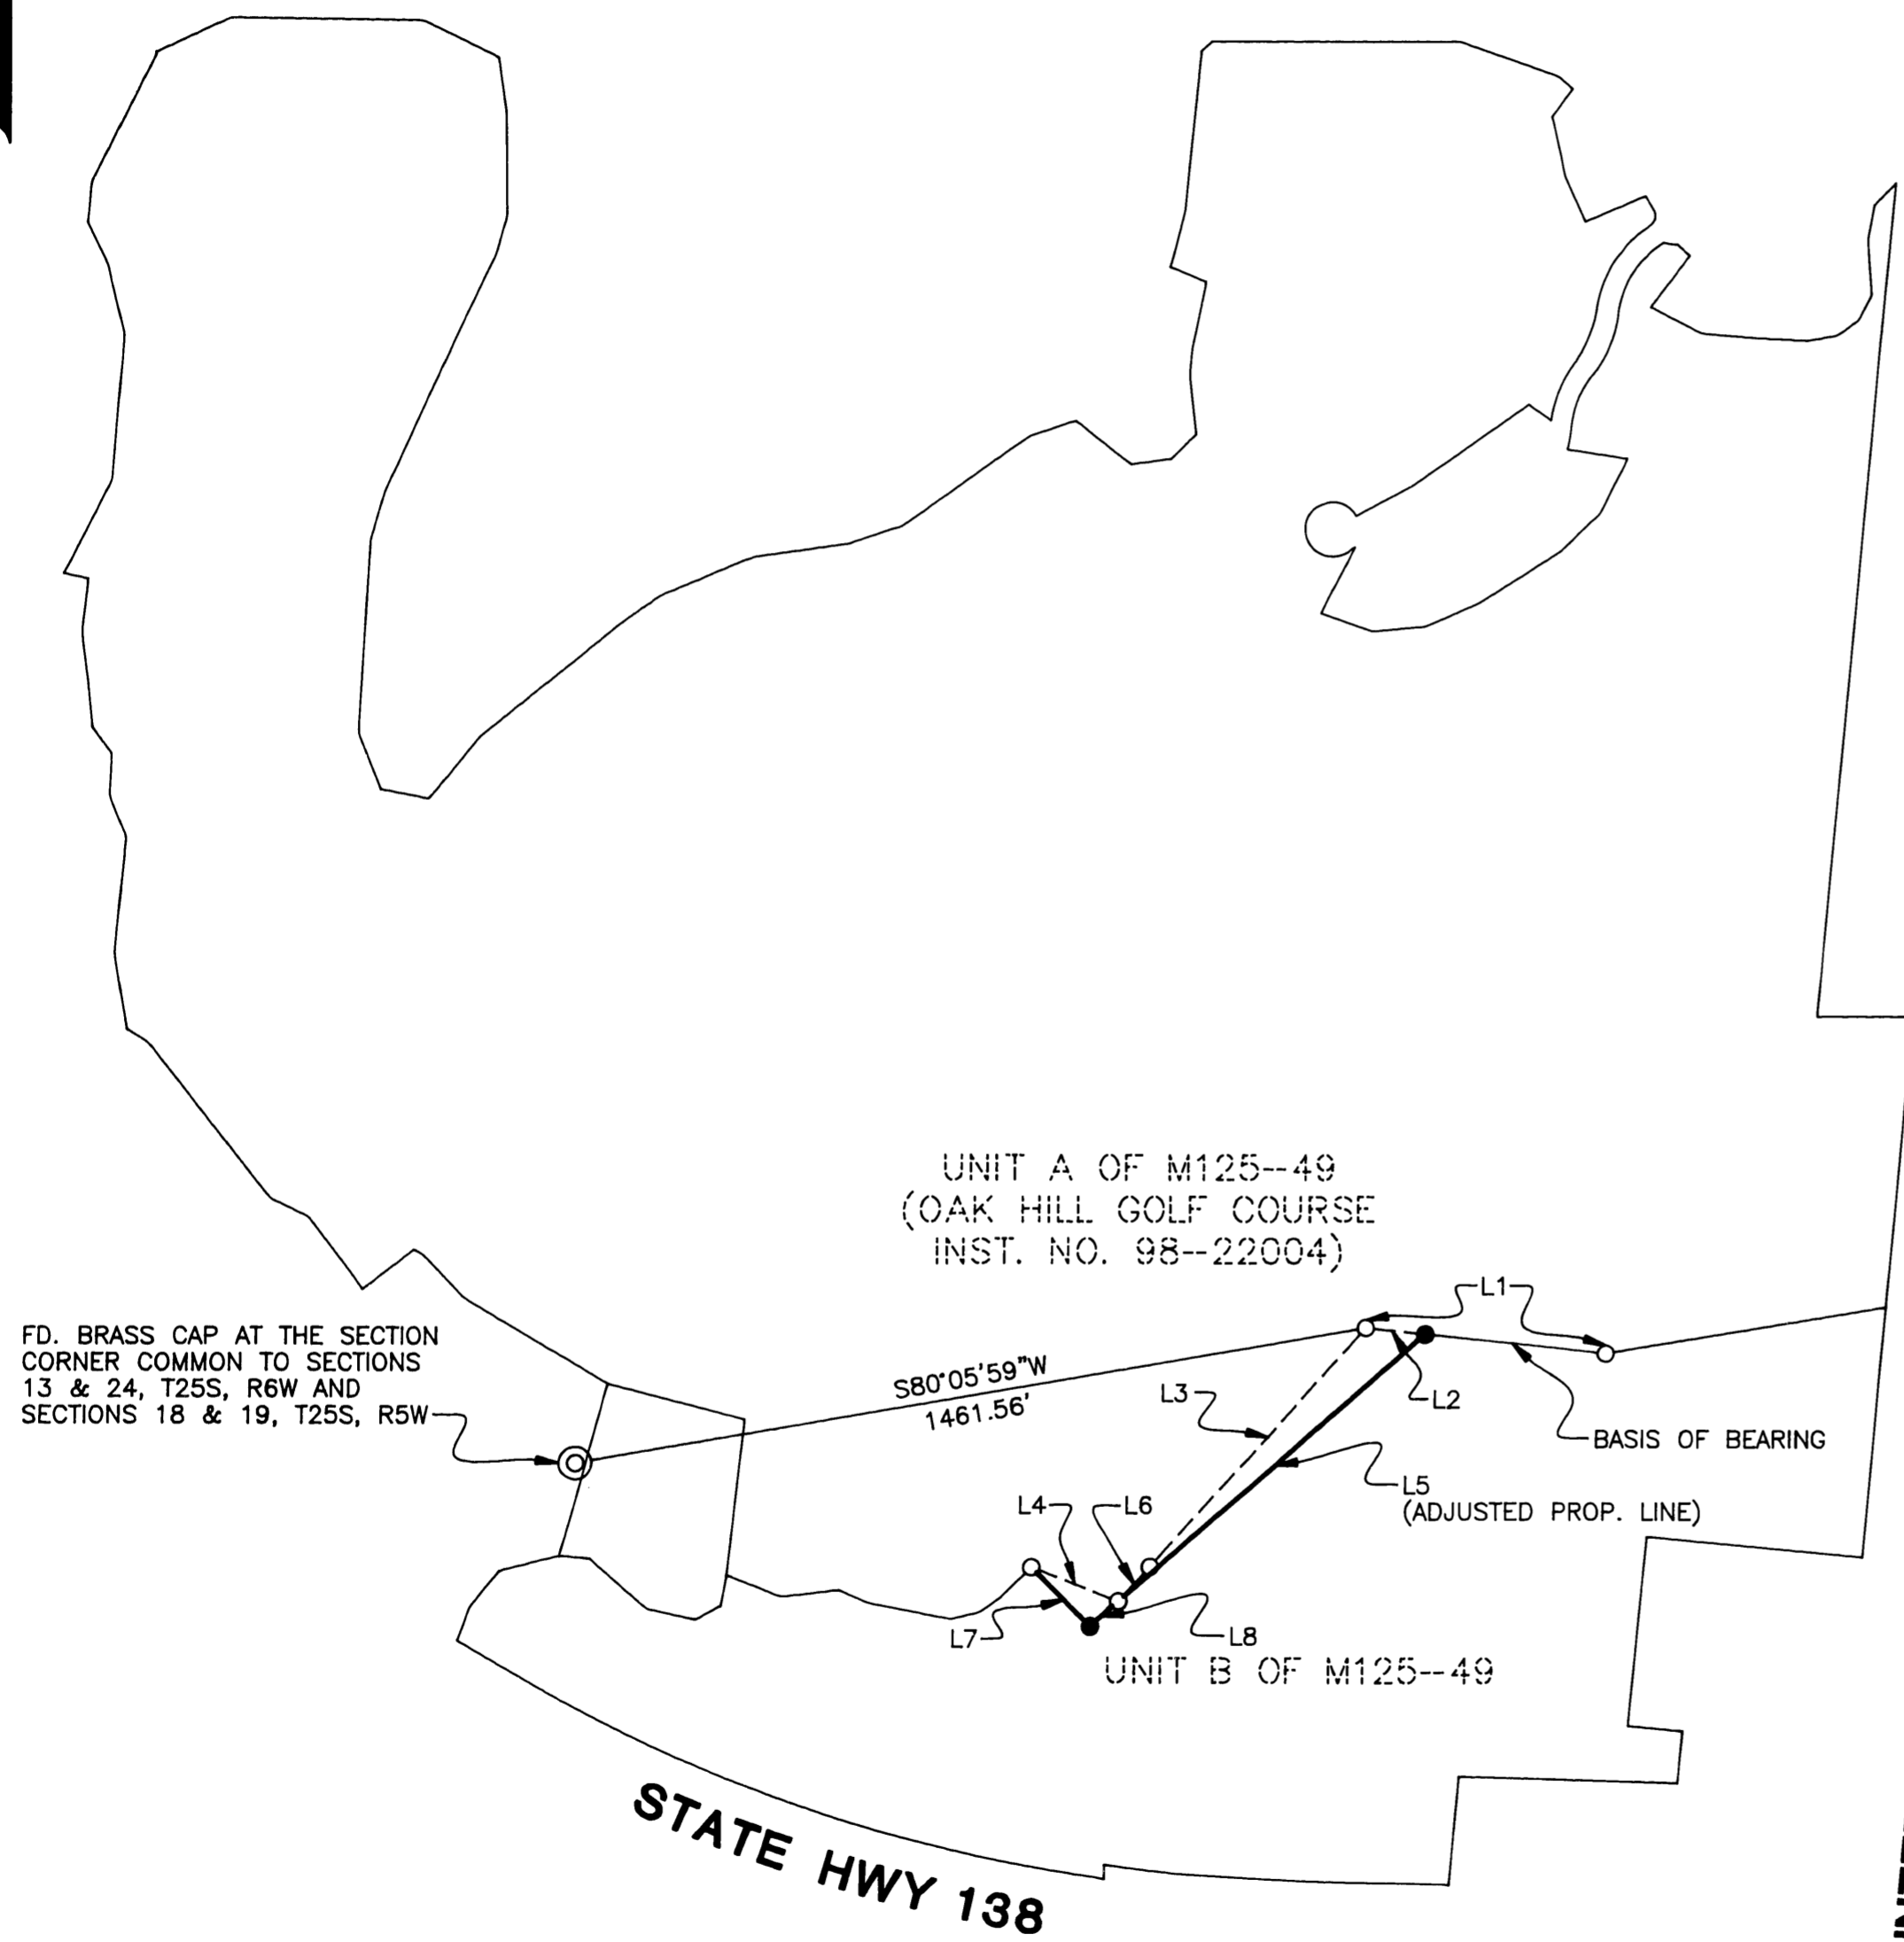 UNIT A OF M125--49
(OAK HILL GOLF COURSE
INST. NO. 98--22004)
L1
FD. BRASS CAP AT THE SECTION
CORNER COMMON TO SECTIONS
13 & 24, T25S, R6W AND
SECTIONS 18 & 19, T25S, R5W
S80°05'59"W
1461.56'
L3
L2
BASIS OF BEARING
L5
(ADJUSTED PROP. LINE)
L4
L6
L7
L8
UNIT B OF M125--49
STATE HWY 138